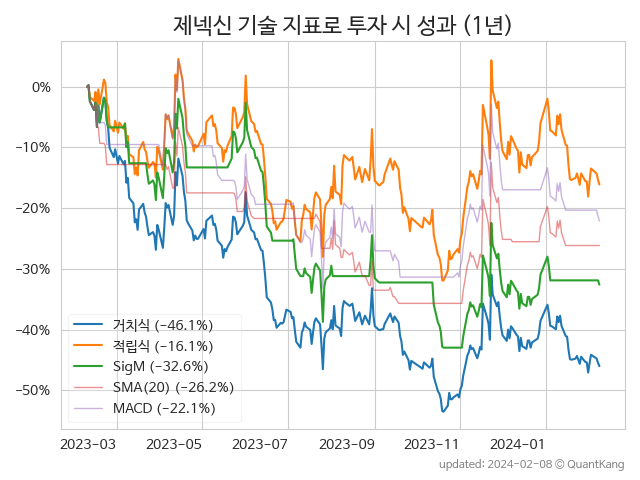 제넥신 기술 지표로 투자 시 성과 (1년)
0%
−10%
−20%
−30%
−40%
−50%
거치식 (−46.1%)
적립식 (−16.1%)
SigM (−32.6%)
SMA(20) (−26.2%)
MACD (−22.1%)
2023-03 2023-05 2023-07 2023-09 2023-11 2024-01
updated: 2024-02-08 © QuantKang